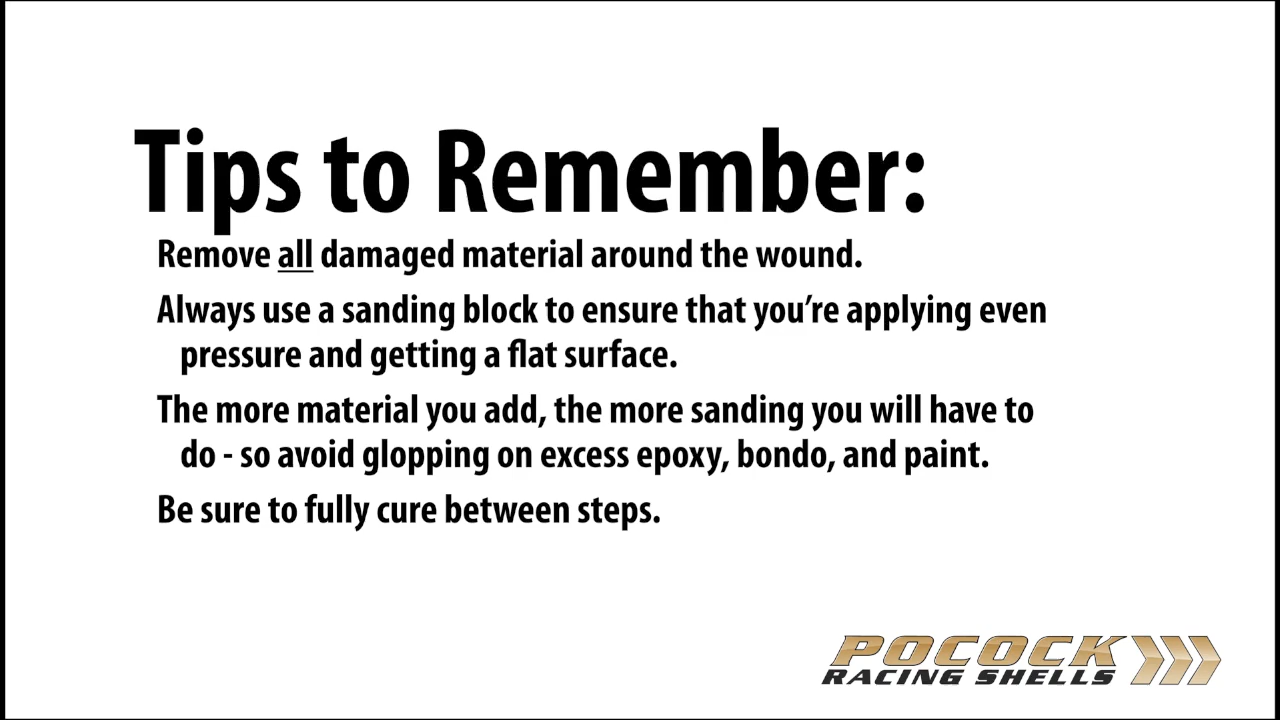 Tips to Remember:
Remove all damaged material around the wound.
Always use a sanding block to ensure that you’re applying even
pressure and getting a flat surface.
The more material you add, the more sanding you will have to
do - so avoid glopping on excess epoxy, bondo, and paint.
Be sure to fully cure between steps.
POCOCK
RACING SHELLS